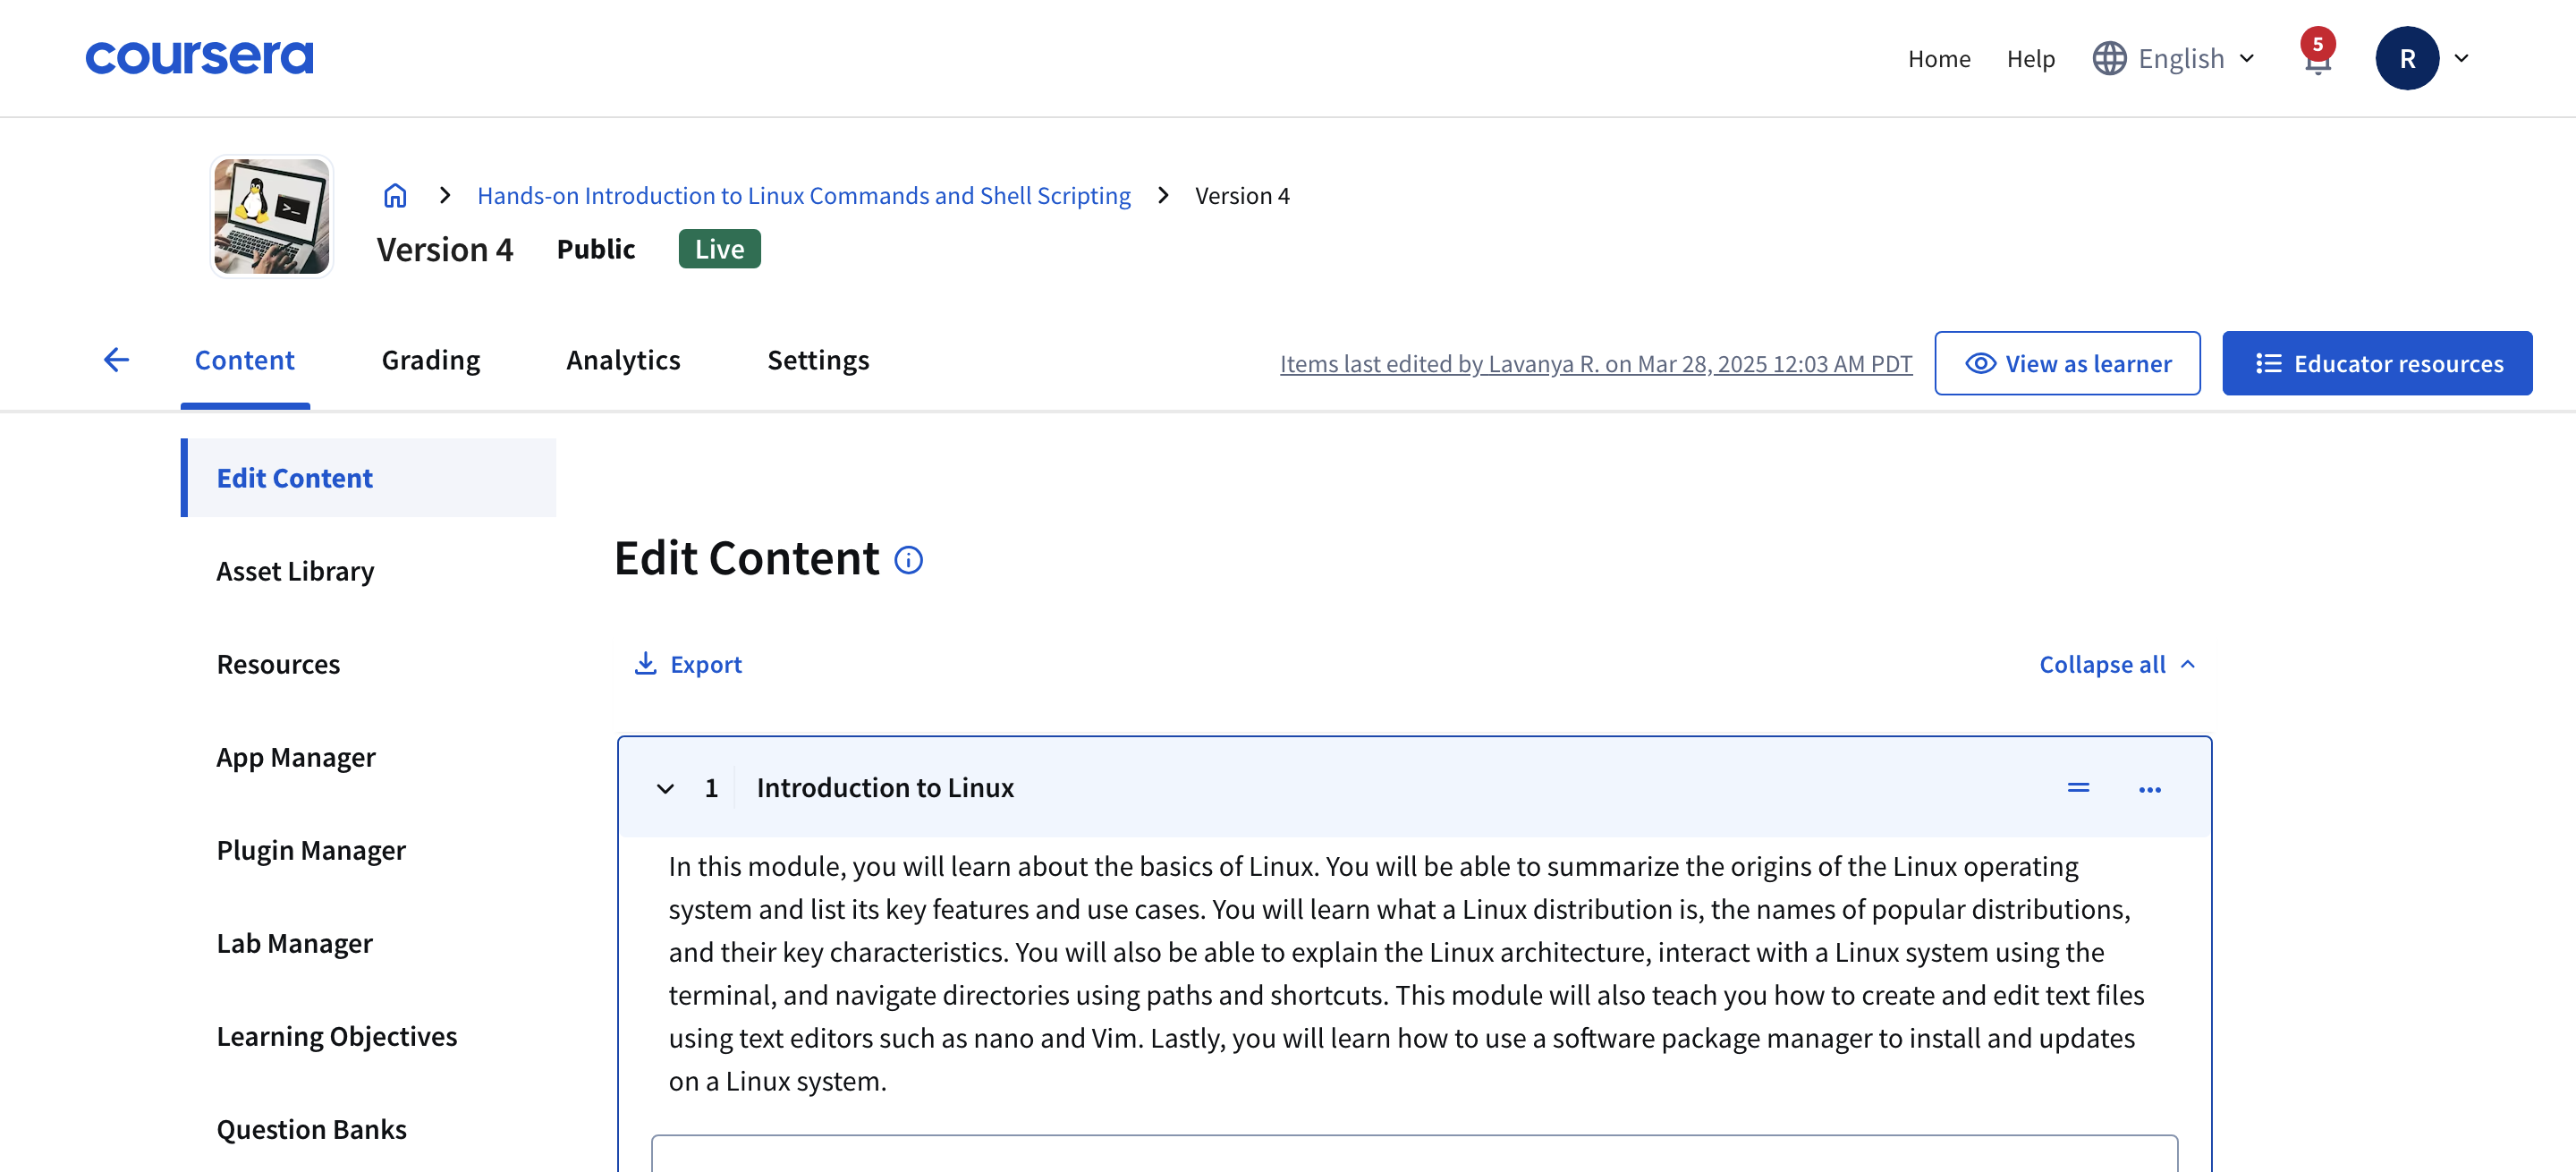 coursera
Home Help English 5 R
Hands-on Introduction to Linux Commands and Shell Scripting Version 4
Version 4 Public Live
Content Grading Analytics Settings Items last edited by Lavanya R. on Mar 28, 2025 12:03 AM PDT View as learner Educator resources
Edit Content
Asset Library
Resources
App Manager
Plugin Manager
Lab Manager
Learning Objectives
Question Banks
Edit Content
Export Collapse all
1 Introduction to Linux
In this module, you will learn about the basics of Linux. You will be able to summarize the origins of the Linux operating
system and list its key features and use cases. You will learn what a Linux distribution is, the names of popular distributions,
and their key characteristics. You will also be able to explain the Linux architecture, interact with a Linux system using the
terminal, and navigate directories using paths and shortcuts. This module will also teach you how to create and edit text files
using text editors such as nano and Vim. Lastly, you will learn how to use a software package manager to install and updates
on a Linux system.